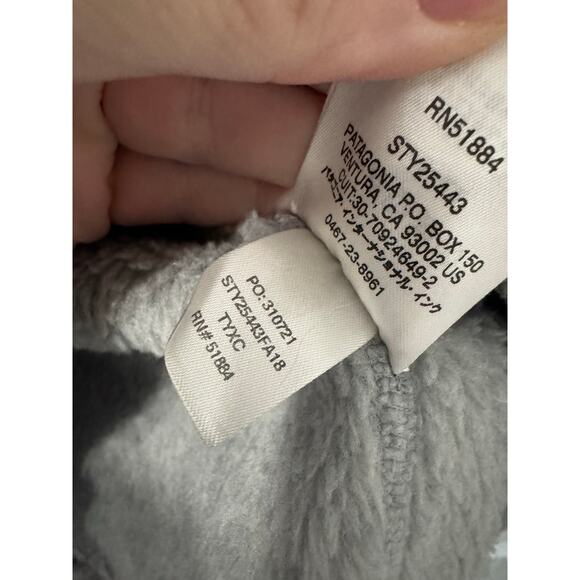 RN51884
STY25443
PATAGONIA P.O. BOX 150
VENTURA, CA 93002 US
CUIT:30-70924649-2
パタゴニア・インターナショナル・インク
0467-23-8961
PO: 310721
STY25443FA18
TYXC
RN# 51884